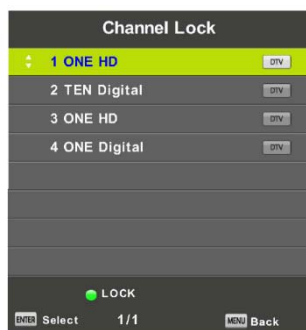 Channel Lock
1 ONE HD DTV
2 TEN Digital DTV
3 ONE HD DTV
4 ONE Digital DTV
LOCK
ENTER Select 1/1 MENU Back